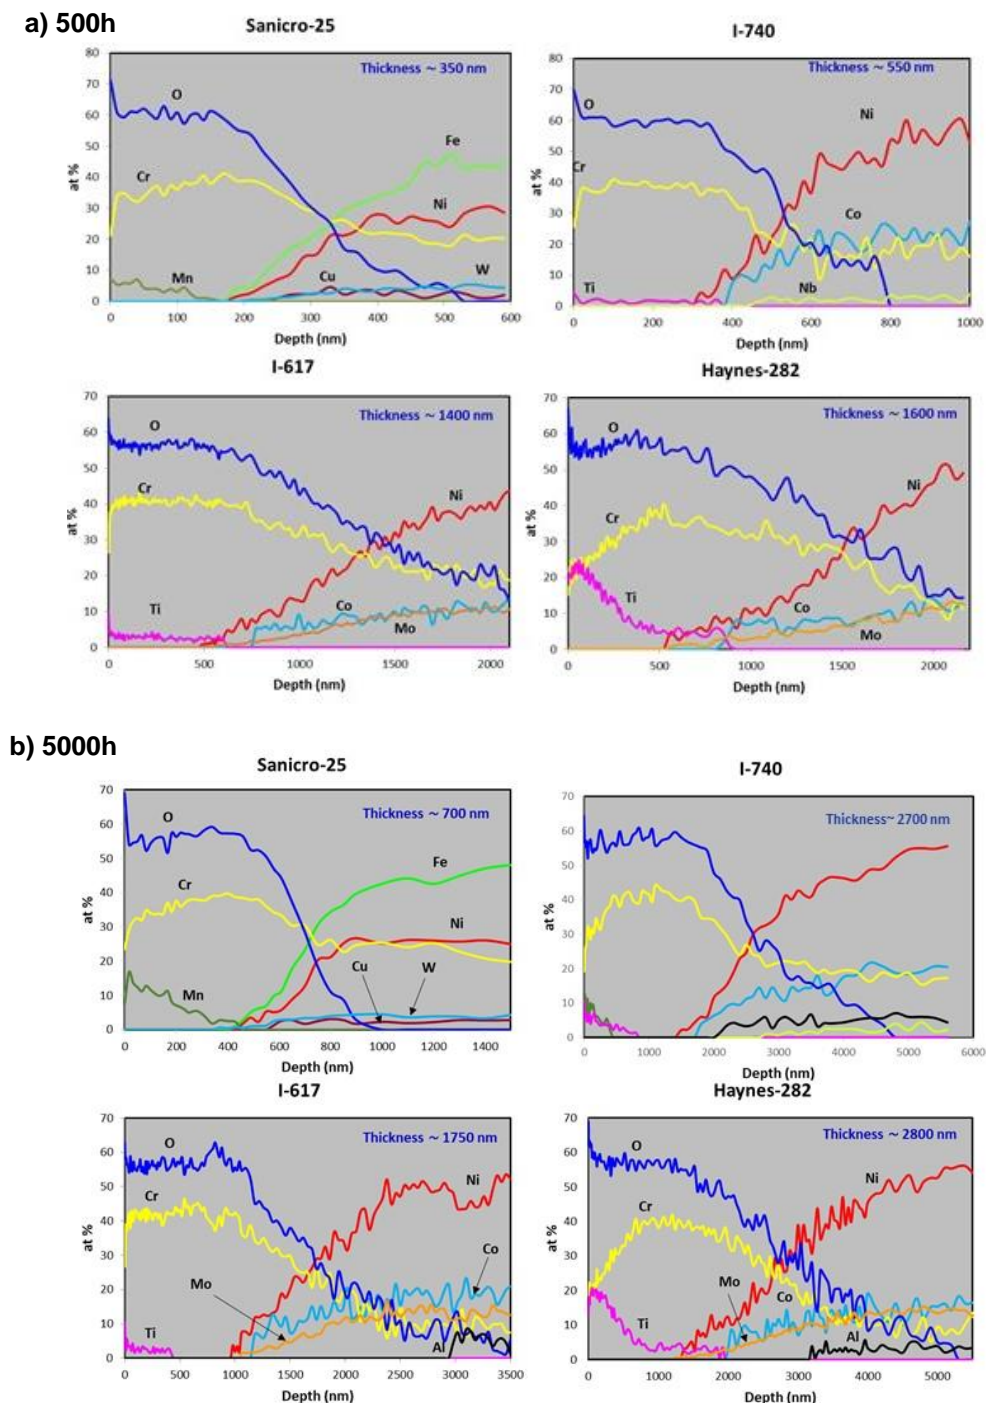 a) 500h
Sanicro-25
Thickness ~ 350 nm
80
70
60
50
40
30
20
10
0
at %
O
Cr
Mn
Fe
Ni
Cu
W
0 100 200 300 400 500 600
Depth (nm)
I-740
Thickness ~ 550 nm
80
70
60
50
40
30
20
10
0
at %
O
Cr
Ti
Ni
Co
Nb
0 200 400 600 800 1000
Depth (nm)
I-617
Thickness ~ 1400 nm
70
60
50
40
30
20
10
0
at %
O
Cr
Ti
Ni
Co
Mo
0 500 1000 1500 2000
Depth (nm)
Haynes-282
Thickness ~ 1600 nm
70
60
50
40
30
20
10
0
at %
O
Cr
Ti
Ni
Co
Mo
0 500 1000 1500 2000
Depth (nm)
b) 5000h
Sanicro-25
Thickness ~ 700 nm
70
60
50
40
30
20
10
0
at %
O
Cr
Mn
Fe
Ni
Cu
W
0 200 400 600 800 1000 1200 1400
Depth (nm)
I-740
Thickness~ 2700 nm
70
60
50
40
30
20
10
0
at %
0 1000 2000 3000 4000 5000 6000
Depth (nm)
I-617
Thickness ~ 1750 nm
70
60
50
40
30
20
10
0
at %
O
Cr
Ti
Mo
Ni
Co
Al
0 500 1000 1500 2000 2500 3000 3500
Depth (nm)
Haynes-282
Thickness ~ 2800 nm
70
60
50
40
30
20
10
0
at %
O
Cr
Ti
Mo
Co
Ni
Al
0 1000 2000 3000 4000 5000
Depth (nm)